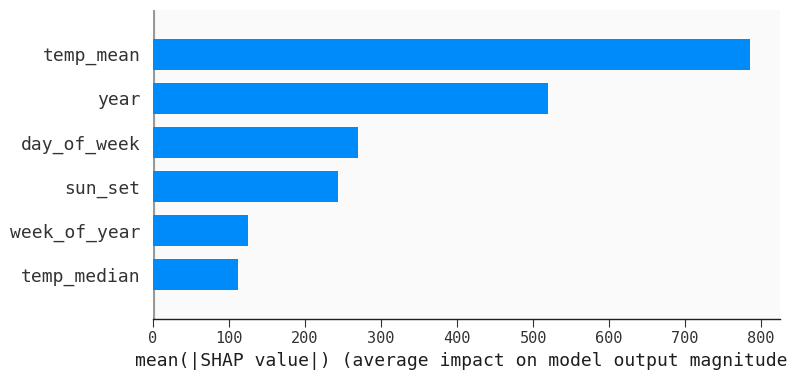 temp_mean
year
day_of_week
sun_set
week_of_year
temp_median
0 100 200 300 400 500 600 700 800
mean(|SHAP value|) (average impact on model output magnitude